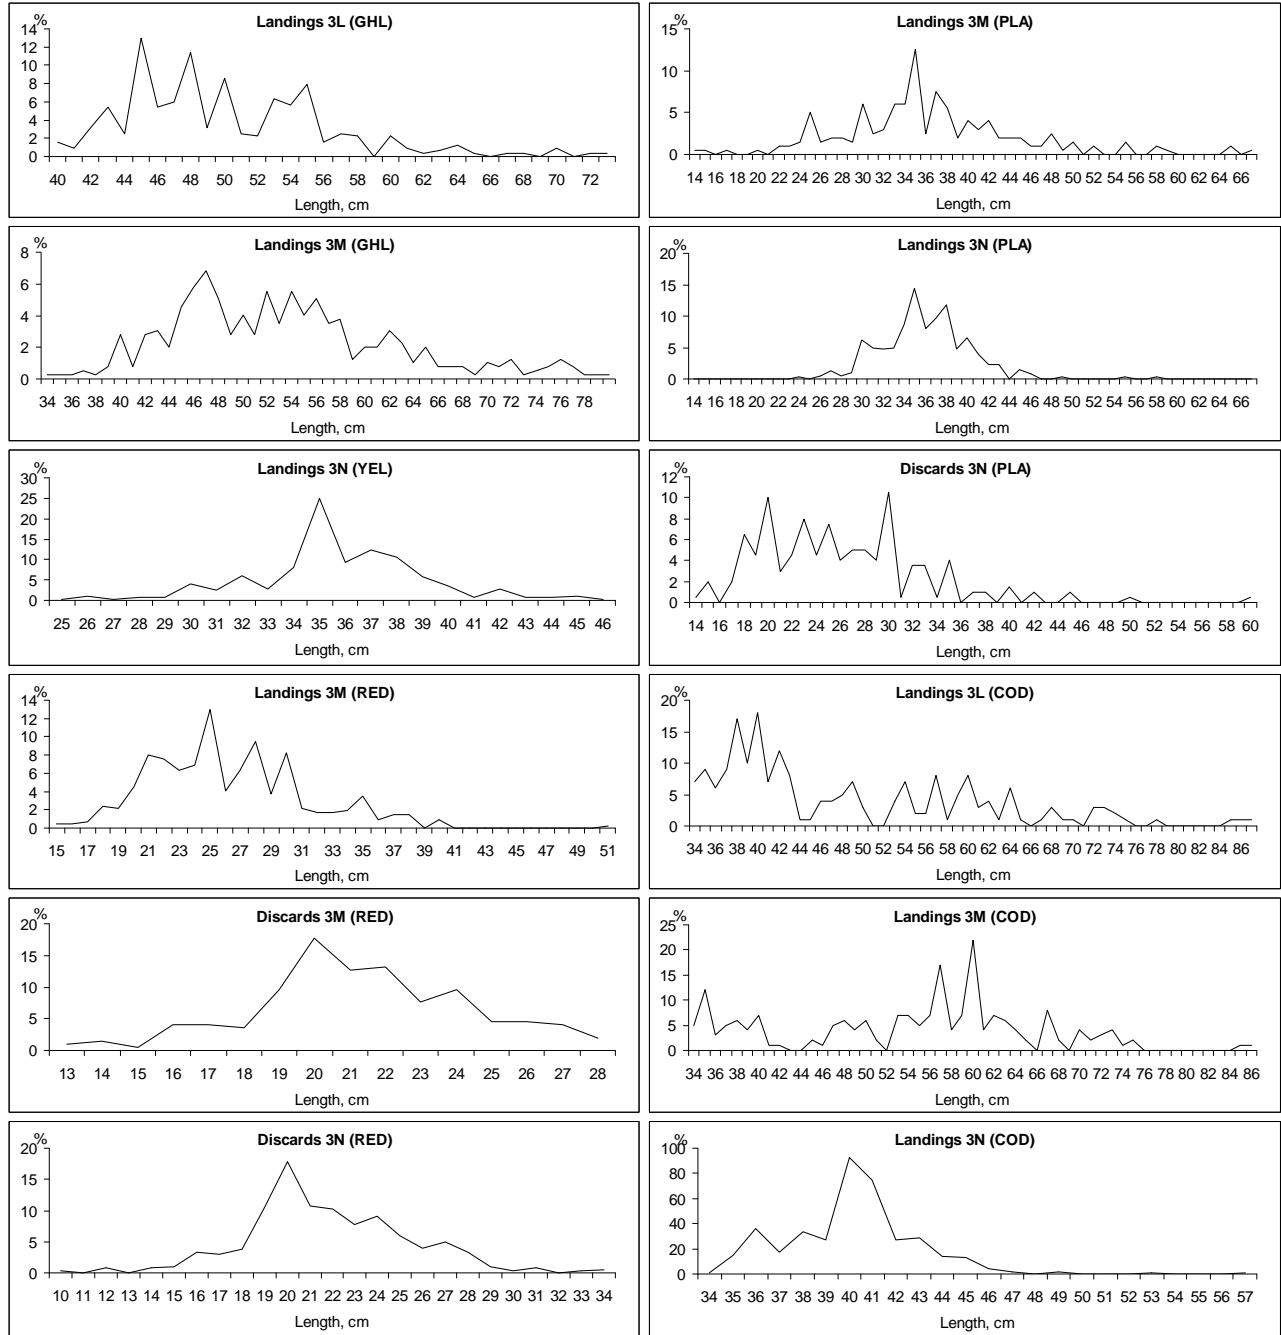 Landings 3L (GHL)
%
14
12
10
8
6
4
2
0
40 42 44 46 48 50 52 54 56 58 60 62 64 66 68 70 72
Length, cm
Landings 3M (PLA)
%
15
10
5
0
14 16 18 20 22 24 26 28 30 32 34 36 38 40 42 44 46 48 50 52 54 56 58 60 62 64 66
Length, cm
Landings 3M (GHL)
%
8
6
4
2
0
34 36 38 40 42 44 46 48 50 52 54 56 58 60 62 64 66 68 70 72 74 76 78
Length, cm
Landings 3N (PLA)
%
20
15
10
5
0
14 16 18 20 22 24 26 28 30 32 34 36 38 40 42 44 46 48 50 52 54 56 58 60 62 64 66
Length, cm
Landings 3N (YEL)
%
30
25
20
15
10
5
0
25 26 27 28 29 30 31 32 33 34 35 36 37 38 39 40 41 42 43 44 45 46
Length, cm
Discards 3N (PLA)
%
12
10
8
6
4
2
0
14 16 18 20 22 24 26 28 30 32 34 36 38 40 42 44 46 48 50 52 54 56 58 60
Length, cm
Landings 3M (RED)
%
14
12
10
8
6
4
2
0
15 17 19 21 23 25 27 29 31 33 35 37 39 41 43 45 47 49 51
Length, cm
Landings 3L (COD)
%
20
15
10
5
0
34 36 38 40 42 44 46 48 50 52 54 56 58 60 62 64 66 68 70 72 74 76 78 80 82 84 86
Length, cm
Discards 3M (RED)
%
20
15
10
5
0
13 14 15 16 17 18 19 20 21 22 23 24 25 26 27 28
Length, cm
Landings 3M (COD)
%
25
20
15
10
5
0
34 36 38 40 42 44 46 48 50 52 54 56 58 60 62 64 66 68 70 72 74 76 78 80 82 84 86
Length, cm
Discards 3N (RED)
%
20
15
10
5
0
10 11 12 13 14 15 16 17 18 19 20 21 22 23 24 25 26 27 28 29 30 31 32 33 34
Length, cm
Landings 3N (COD)
%
100
80
60
40
20
0
34 35 36 37 38 39 40 41 42 43 44 45 46 47 48 49 50 51 52 53 54 55 56 57
Length, cm